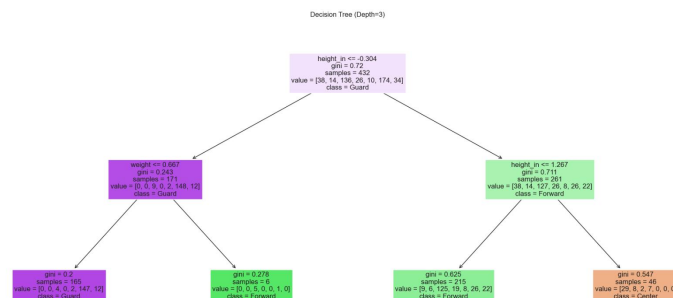 Decision Tree (Depth=3)
height_in <= -0.304
gini = 0.72
samples = 432
value = [38, 14, 136, 26, 10, 174, 34]
class = Guard
weight <= 0.667
gini = 0.243
samples = 171
value = [0, 0, 9, 0, 2, 148, 12]
class = Guard
height_in <= 1.267
gini = 0.711
samples = 261
value = [38, 14, 127, 26, 8, 26, 22]
class = Forward
gini = 0.2
samples = 165
value = [0, 0, 4, 0, 2, 147, 12]
class = Guard
gini = 0.278
samples = 6
value = [0, 0, 5, 0, 0, 1, 0]
class = Forward
gini = 0.625
samples = 215
value = [9, 6, 125, 19, 8, 26, 22]
class = Forward
gini = 0.547
samples = 46
value = [29, 8, 2, 7, 0, 0, 0]
class = Center